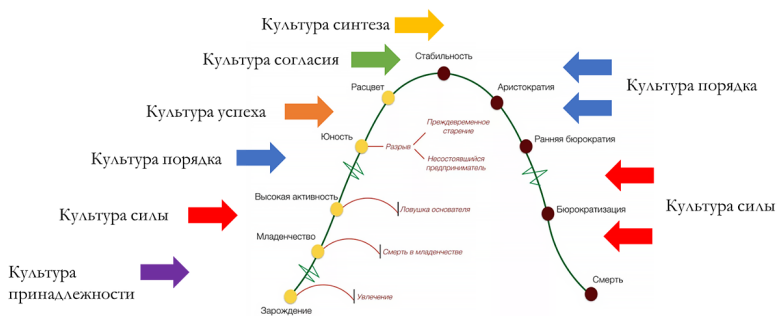 Культура синтеза
Культура согласия
Стабильность
Расцвет
Аристократия
Культура порядка
Культура успеха
Преждевременное
старение
Юность
Разрыв
Ранняя бюрократия
Несостоявшийся
предприниматель
Культура порядка
Высокая активность
Культура силы
Ловушка основателя
Бюрократизация
Культура силы
Младенчество
Смерть в младенчестве
Культура
принадлежности
Смерть
Увлечение
Зарождение